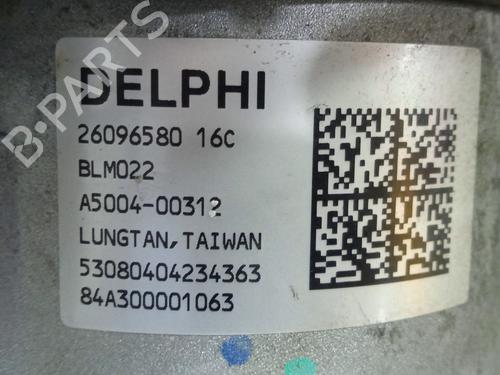 B-PARTS
DELPHI
26096580 16C
BLM022
A5004-00312
LUNGTAN, TAIWAN
53080404234363
84A300001063